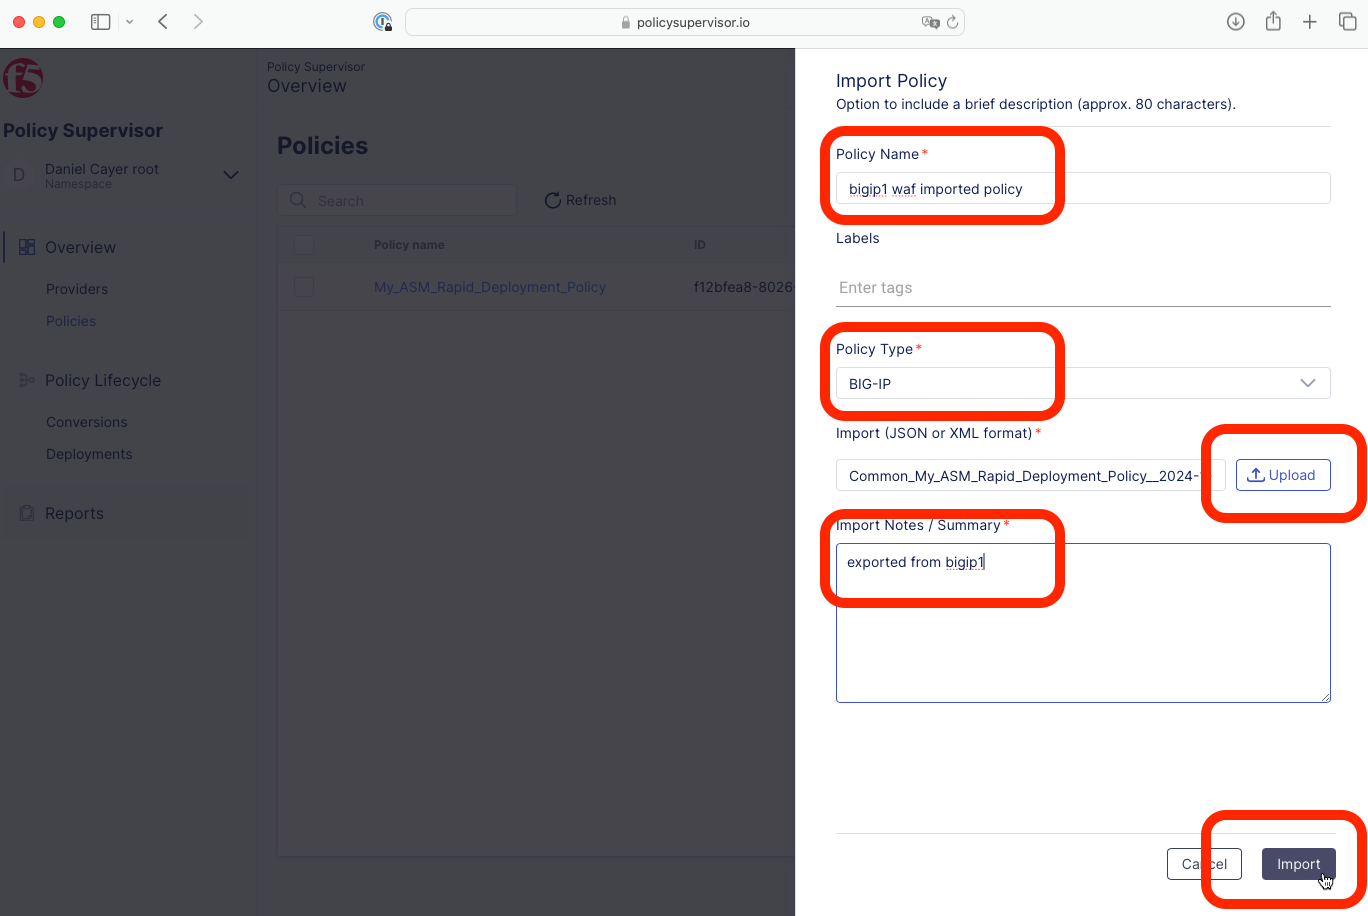 policysupervisor.io
f5
Policy Supervisor
D
Daniel Cayer root
Namespace
Overview
Providers
Policies
Policy Lifecycle
Conversions
Deployments
Reports
Policy Supervisor
Overview
Policies
Search
Refresh
Policy name
ID
My_ASM_Rapid_Deployment_Policy
f12bfea8-8026-
Import Policy
Option to include a brief description (approx. 80 characters).
Policy Name*
bigip1 waf imported policy
Labels
Enter tags
Policy Type*
BIG-IP
Import (JSON or XML format)*
Common_My_ASM_Rapid_Deployment_Policy__2024-
Upload
Import Notes / Summary*
exported from bigip1
Cancel
Import